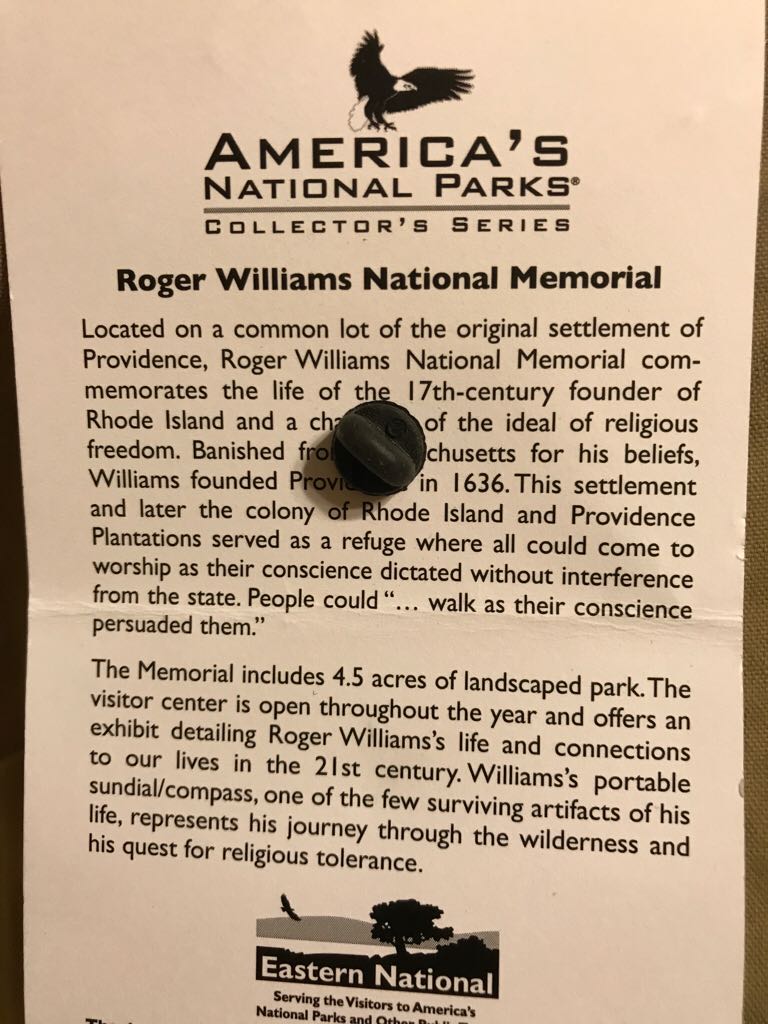 AMERICA'S
NATIONAL PARKS®
COLLECTOR'S SERIES
Roger Williams National Memorial
Located on a common lot of the original settlement of
Providence, Roger Williams National Memorial com-
memorates the life of the 17th-century founder of
Rhode Island and a cha of the ideal of religious
freedom. Banished fro chusetts for his beliefs,
Williams founded Provi in 1636. This settlement
and later the colony of Rhode Island and Providence
Plantations served as a refuge where all could come to
worship as their conscience dictated without interference
from the state. People could “... walk as their conscience
persuaded them.”
The Memorial includes 4.5 acres of landscaped park. The
visitor center is open throughout the year and offers an
exhibit detailing Roger Williams's life and connections
to our lives in the 21st century. Williams's portable
sundial/compass, one of the few surviving artifacts of his
life, represents his journey through the wilderness and
his quest for religious tolerance.
Eastern National
Serving the Visitors to America's
National Parks and Other